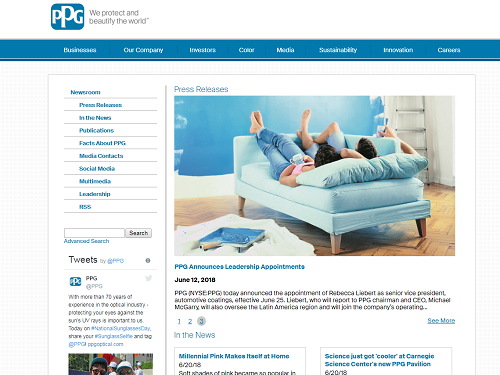 PPG
We protect and
beautify the world™
Businesses
Our Company
Investors
Color
Media
Sustainability
Innovation
Careers
Newsroom
Press Releases
In the News
Publications
Facts About PPG
Media Contacts
Social Media
Multimedia
Leadership
RSS
Search
Advanced Search
Tweets by @PPG
PPG
@PPG
With more than 70 years of
experience in the optical industry -
protecting your eyes against the
sun's UV rays is important to us.
Today on #NationalSunglassesDay,
share your #SunglassSelfie and tag
@PPG! ppgoptical.com
Press Releases
PPG Announces Leadership Appointments
June 12, 2018
PPG (NYSE:PPG) today announced the appointment of Rebecca Liebert as senior vice president,
automotive coatings, effective June 25. Liebert, who will report to PPG chairman and CEO, Michael
McGarry, will also oversee the Latin America region and will join the company's operating...
1 2 3
See More
In the News
Millennial Pink Makes Itself at Home
6/20/18
Soft shades of pink became so popular in
Science just got 'cooler' at Carnegie
Science Center's new PPG Pavilion
6/20/18